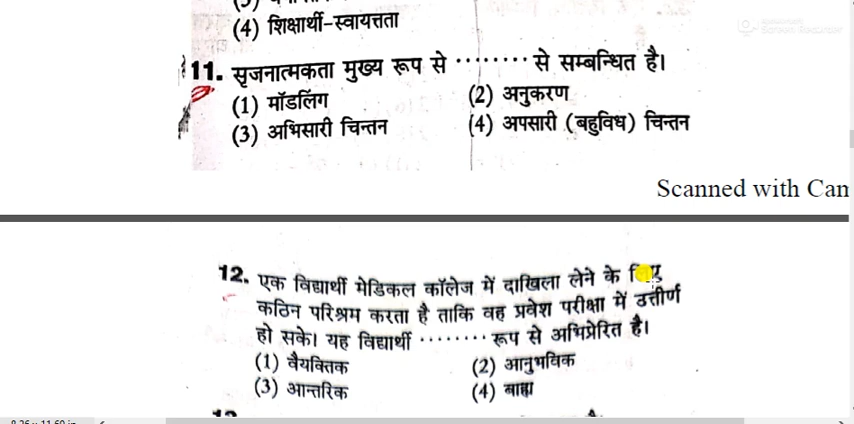 (4) शिक्षार्थी-स्वायत्तता
11. सृजनात्मकता मुख्य रूप से ········ से सम्बन्धित है।
(1) मॉडलिंग (2) अनुकरण
(3) अभिसारी चिन्तन (4) अपसारी (बहुविध) चिन्तन
Scanned with Cam
12. एक विद्यार्थी मेडिकल कॉलेज में दाखिला लेने के लिए
कठिन परिश्रम करता है ताकि वह प्रवेश परीक्षा में उत्तीर्ण
हो सके। यह विद्यार्थी ········ रूप से अभिप्रेरित है।
(1) वैयक्तिक (2) आनुभविक
(3) आन्तरिक (4) बाह्य